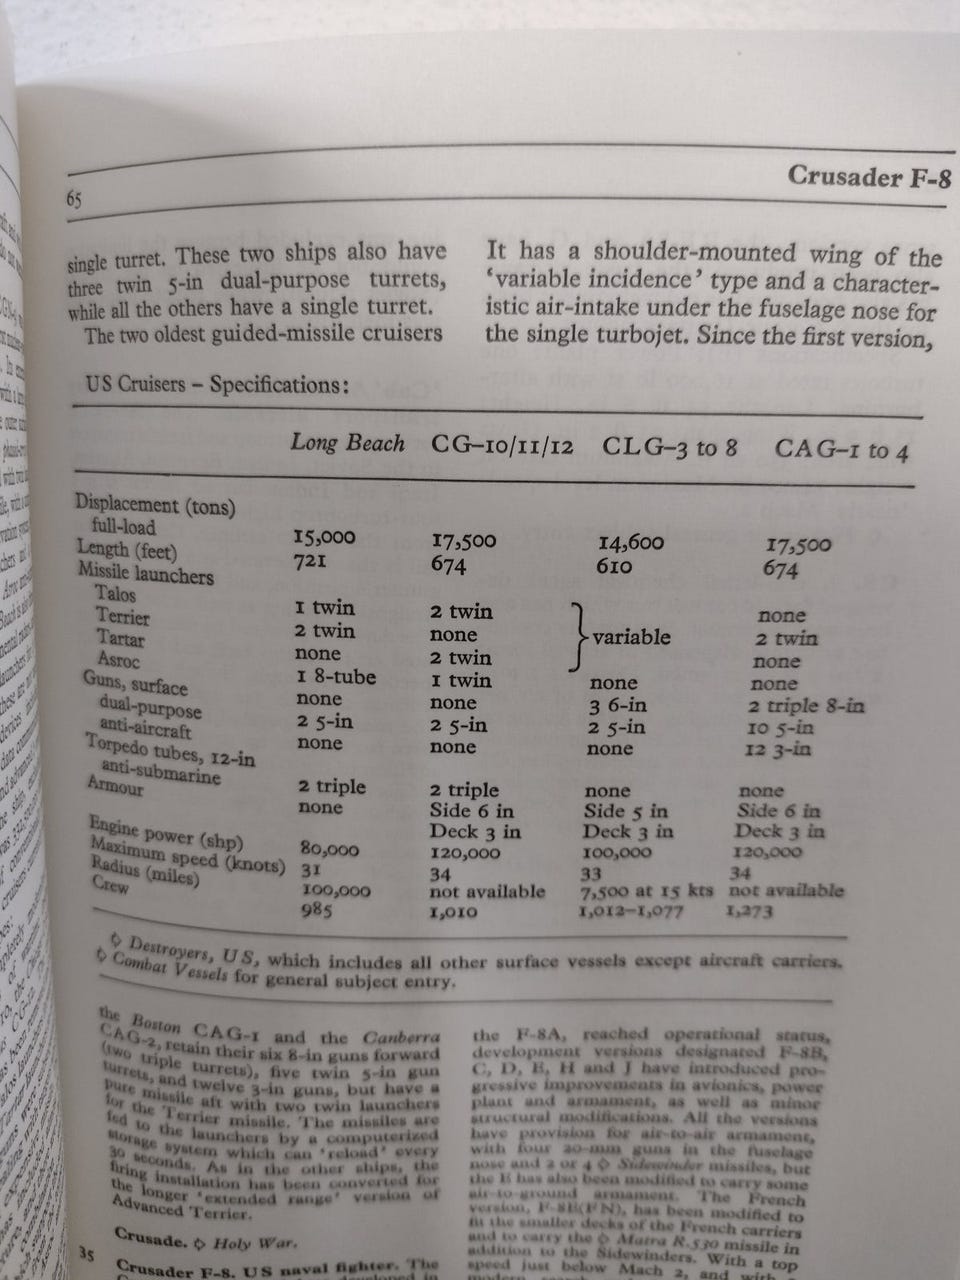 65
Crusader F-8
single turret. These two ships also have
three twin 5-in dual-purpose turrets,
while all the others have a single turret.
The two oldest guided-missile cruisers
It has a shoulder-mounted wing of the
‘variable incidence’ type and a character-
istic air-intake under the fuselage nose for
the single turbojet. Since the first version,
US Cruisers – Specifications:
Long Beach CG-10/11/12 CLG-3 to 8 CAG-1 to 4
Displacement (tons)
full-load 15,000 17,500 14,600 17,500
Length (feet) 721 674 610 674
Missile launchers
Talos 1 twin 2 twin none
Terrier 2 twin none } variable 2 twin
Tartar none 2 twin none
Asroc 1 8-tube 1 twin none none
Guns, surface none none 3 6-in 2 triple 8-in
dual-purpose 2 5-in 2 5-in 2 5-in 10 5-in
anti-aircraft none none none 12 3-in
Torpedo tubes, 12-in
anti-submarine 2 triple 2 triple none none
Armour none Side 6 in Side 5 in Side 6 in
Deck 3 in Deck 3 in Deck 3 in
Engine power (shp) 80,000 120,000 100,000 120,000
Maximum speed (knots) 31 34 33 34
Radius (miles) 100,000 not available 7,500 at 15 kts not available
Crew 985 1,010 1,012–1,077 1,273
◊ Destroyers, US, which includes all other surface vessels except aircraft carriers.
◊ Combat Vessels for general subject entry.
the Boston CAG-1 and the Canberra
CAG-2, retain their six 8-in guns forward
(two triple turrets), five twin 5-in gun
turrets, and twelve 3-in guns, but have a
pure missile aft with two twin launchers
for the Terrier missile. The missiles are
fed to the launchers by a computerized
storage system which can ‘reload’ every
30 seconds. As in the other ships, the
firing installation has been converted for
the longer ‘extended range’ version of
Advanced Terrier.
Crusade. ◊ Holy War.
35
Crusader F-8. US naval fighter. The
the F-8A, reached operational status,
development versions designated F-8B,
C, D, E, H and J have introduced pro-
gressive improvements in avionics, power
plant and armament, as well as minor
structural modifications. All the versions
have provision for air-to-air armament,
with four 20-mm guns in the fuselage
nose and 2 or 4 ◊ Sidewinder missiles, but
the E has also been modified to carry some
air-to-ground armament. The French
version, F-8E(FN), has been modified to
fit the smaller decks of the French carriers
and to carry the ◊ Matra R.530 missile in
addition to the Sidewinders. With a top
speed just below Mach 2, and with